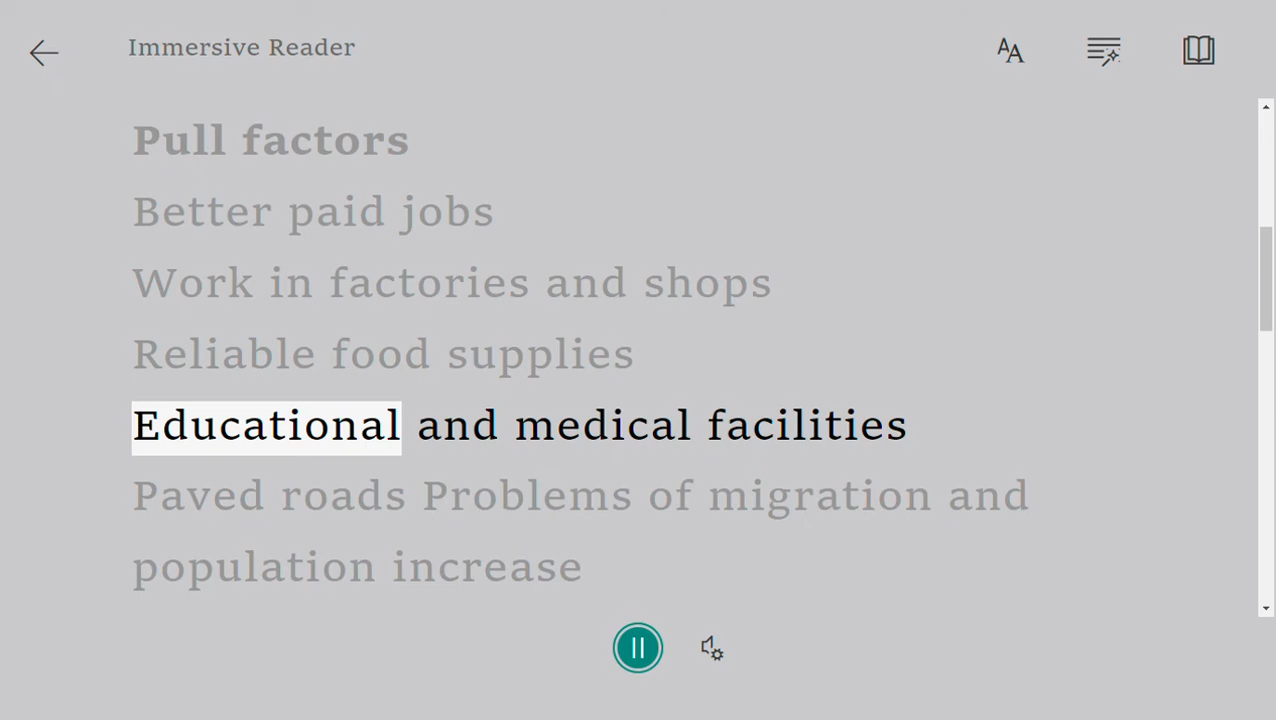 Immersive Reader
Pull factors
Better paid jobs
Work in factories and shops
Reliable food supplies
Educational and medical facilities
Paved roads Problems of migration and
population increase